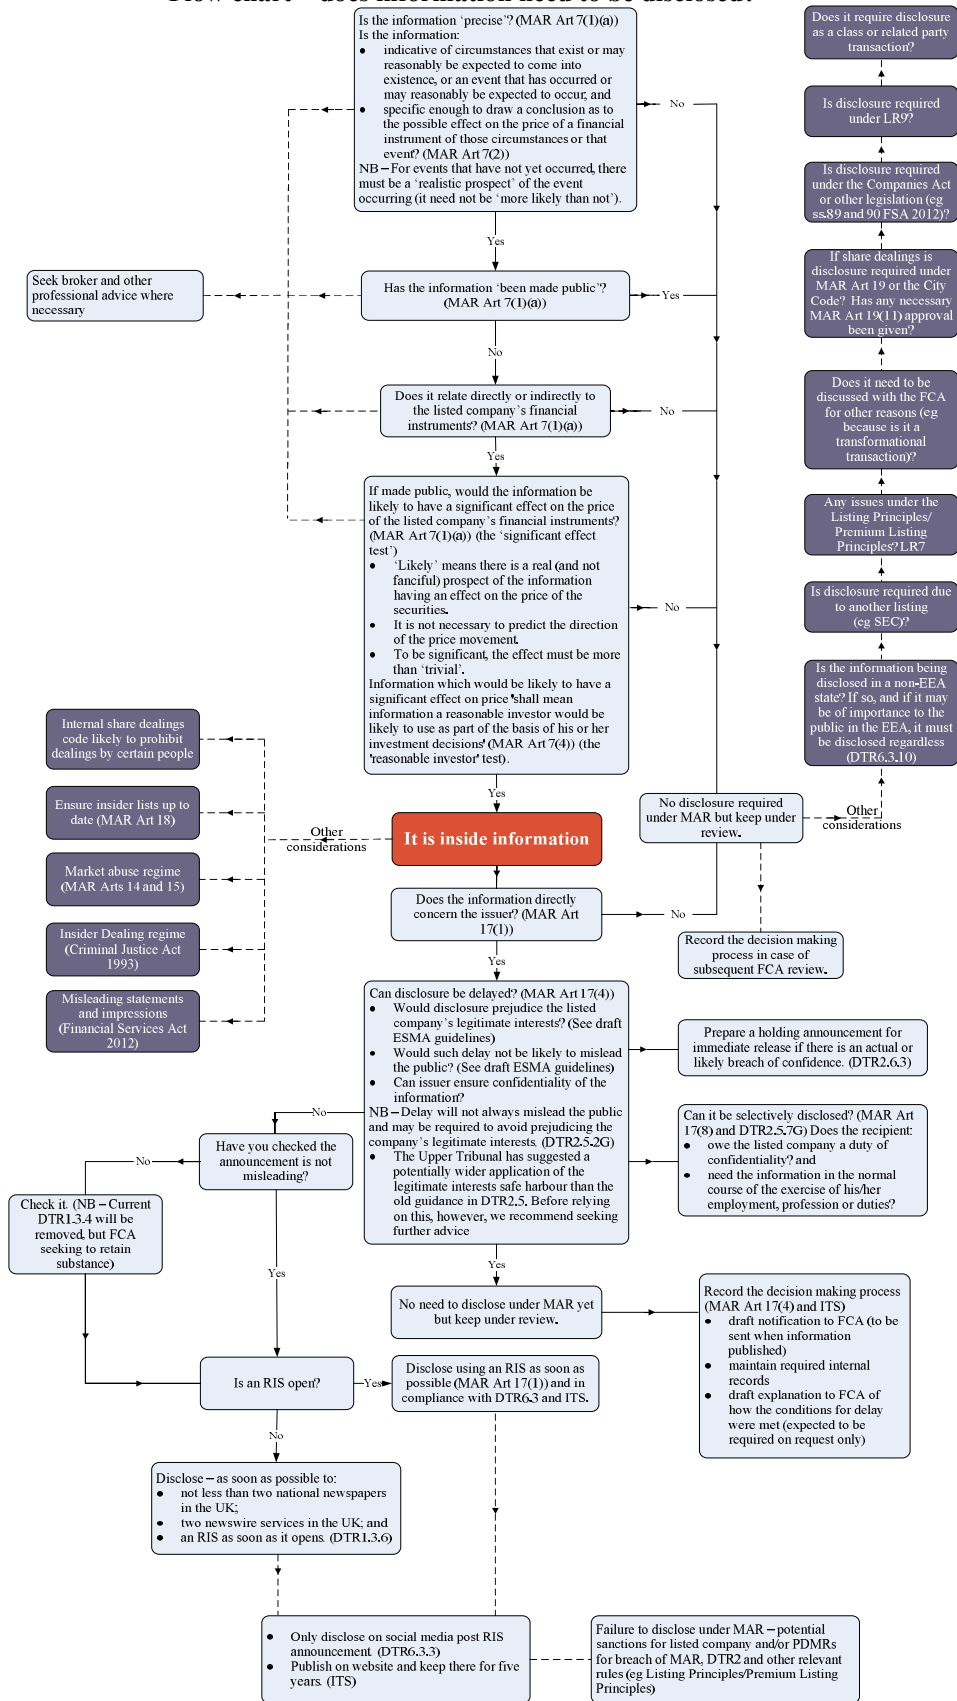 Flow chart – does information need to be disclosed?
Is the information ‘precise’? (MAR Art 7(1)(a))
Is the information:
• indicative of circumstances that exist or may
reasonably be expected to come into
existence, or an event that has occurred or
may reasonably be expected to occur; and
• specific enough to draw a conclusion as to
the possible effect on the price of a financial
instrument of those circumstances or that
event? (MAR Art 7(2))
NB – For events that have not yet occurred, there
must be a ‘realistic prospect’ of the event
occurring (it need not be ‘more likely than not’).
No
Yes
Seek broker and other
professional advice where
necessary
Has the information ‘been made public’?
(MAR Art 7(1)(a))
Yes
No
Does it relate directly or indirectly to
the listed company’s financial
instruments? (MAR Art 7(1)(a))
No
Yes
If made public, would the information be
likely to have a significant effect on the price
of the listed company’s financial instruments?
(MAR Art 7(1)(a)) (the ‘significant effect
test’)
• ‘Likely’ means there is a real (and not
fanciful) prospect of the information
having an effect on the price of the
securities.
• It is not necessary to predict the direction
of the price movement.
• To be significant, the effect must be more
than ‘trivial’.
Information which would be likely to have a
significant effect on price "shall mean
information a reasonable investor would be
likely to use as part of the basis of his or her
investment decisions" (MAR Art 7(4)) (the
"reasonable investor" test).
No
Yes
Does it require disclosure
as a class or related party
transaction?
Is disclosure required
under LR9?
Is disclosure required
under the Companies Act
or other legislation (eg
ss.89 and 90 FSA 2012)?
If share dealings is
disclosure required under
MAR Art 19 or the City
Code? Has any necessary
MAR Art 19(11) approval
been given?
Does it need to be
discussed with the FCA
for other reasons (eg
because is it a
transformational
transaction)?
Any issues under the
Listing Principles/
Premium Listing
Principles? LR7
Is disclosure required due
to another listing
(eg SEC)?
Is the information being
disclosed in a non-EEA
state? If so, and if it may
be of importance to the
public in the EEA, it must
be disclosed regardless
(DTR6.3.10)
Other
considerations
No disclosure required
under MAR but keep under
review.
Record the decision making
process in case of
subsequent FCA review.
It is inside information
Other
considerations
Internal share dealings
code likely to prohibit
dealings by certain people
Ensure insider lists up to
date (MAR Art 18)
Market abuse regime
(MAR Arts 14 and 15)
Insider Dealing regime
(Criminal Justice Act
1993)
Misleading statements
and impressions
(Financial Services Act
2012)
Does the information directly
concern the issuer? (MAR Art
17(1))
No
Yes
Can disclosure be delayed? (MAR Art 17(4))
• Would disclosure prejudice the listed
company’s legitimate interests? (See draft
ESMA guidelines)
• Would such delay not be likely to mislead
the public? (See draft ESMA guidelines)
• Can issuer ensure confidentiality of the
information?
NB – Delay will not always mislead the public
and may be required to avoid prejudicing the
company’s legitimate interests. (DTR2.5.2G)
• The Upper Tribunal has suggested a
potentially wider application of the
legitimate interests safe harbour than the
old guidance in DTR2.5. Before relying
on this, however, we recommend seeking
further advice
Prepare a holding announcement for
immediate release if there is an actual or
likely breach of confidence. (DTR2.6.3)
Can it be selectively disclosed? (MAR Art
17(8) and DTR2.5.7G) Does the recipient:
• owe the listed company a duty of
confidentiality? and
• need the information in the normal
course of the exercise of his/her
employment, profession or duties?
No
Have you checked the
announcement is not
misleading?
No
Check it. (NB – Current
DTR1.3.4 will be
removed, but FCA
seeking to retain
substance)
Yes
Yes
No need to disclose under MAR yet
but keep under review.
Record the decision making process
(MAR Art 17(4) and ITS)
• draft notification to FCA (to be
sent when information
published)
• maintain required internal
records
• draft explanation to FCA of
how the conditions for delay
were met (expected to be
required on request only)
Is an RIS open?
Yes
Disclose using an RIS as soon as
possible (MAR Art 17(1)) and in
compliance with DTR6.3 and ITS.
No
Disclose – as soon as possible to:
• not less than two national newspapers
in the UK;
• two newswire services in the UK; and
• an RIS as soon as it opens. (DTR1.3.6)
• Only disclose on social media post RIS
announcement. (DTR6.3.3)
• Publish on website and keep there for five
years. (ITS)
Failure to disclose under MAR – potential
sanctions for listed company and/or PDMRs
for breach of MAR, DTR2 and other relevant
rules (eg Listing Principles/Premium Listing
Principles)